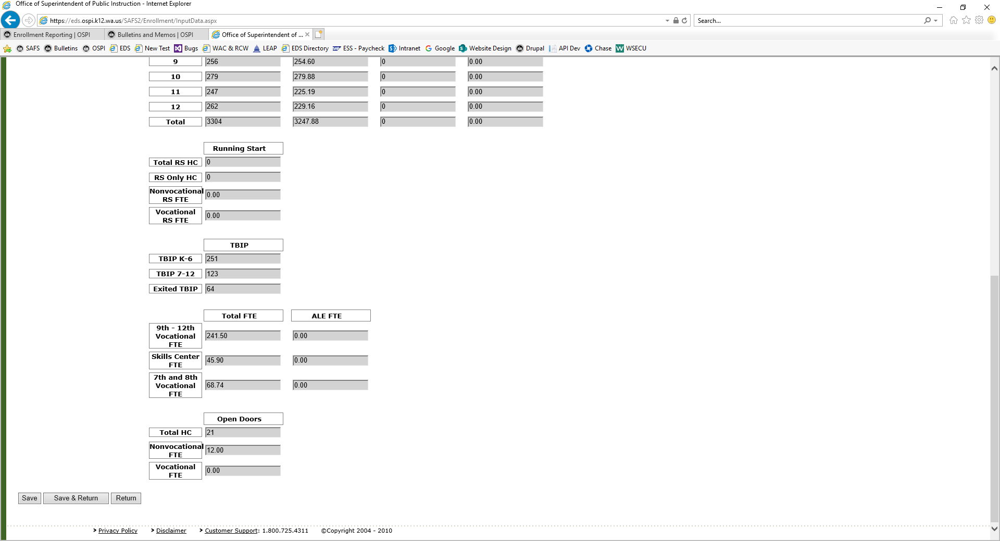 Office of Superintendent of Public Instruction - Internet Explorer
https://eds.ospi.k12.wa.us/SAFS2/Enrollment/InputData.aspx Search...
Enrollment Reporting | OSPI Bulletins and Memos | OSPI Office of Superintendent of ...
SAFS Bulletins OSPI EDS New Test Bugs WAC & RCW LEAP EDS Directory ESS - Paycheck Intranet Google Website Design Drupal API Dev Chase WSECU
9 256 254.60 0 0.00
10 279 279.88 0 0.00
11 247 225.19 0 0.00
12 262 229.16 0 0.00
Total 3304 3247.88 0 0.00
Running Start
Total RS HC 0
RS Only HC 0
Nonvocational
RS FTE 0.00
Vocational
RS FTE 0.00
TBIP
TBIP K-6 251
TBIP 7-12 123
Exited TBIP 64
Total FTE ALE FTE
9th - 12th
Vocational 241.50 0.00
FTE
Skills Center
FTE 45.90 0.00
7th and 8th
Vocational 68.74 0.00
FTE
Open Doors
Total HC 21
Nonvocational
FTE 12.00
Vocational
FTE 0.00
Save Save & Return Return
Privacy Policy Disclaimer Customer Support: 1.800.725.4311 ©Copyright 2004 - 2010